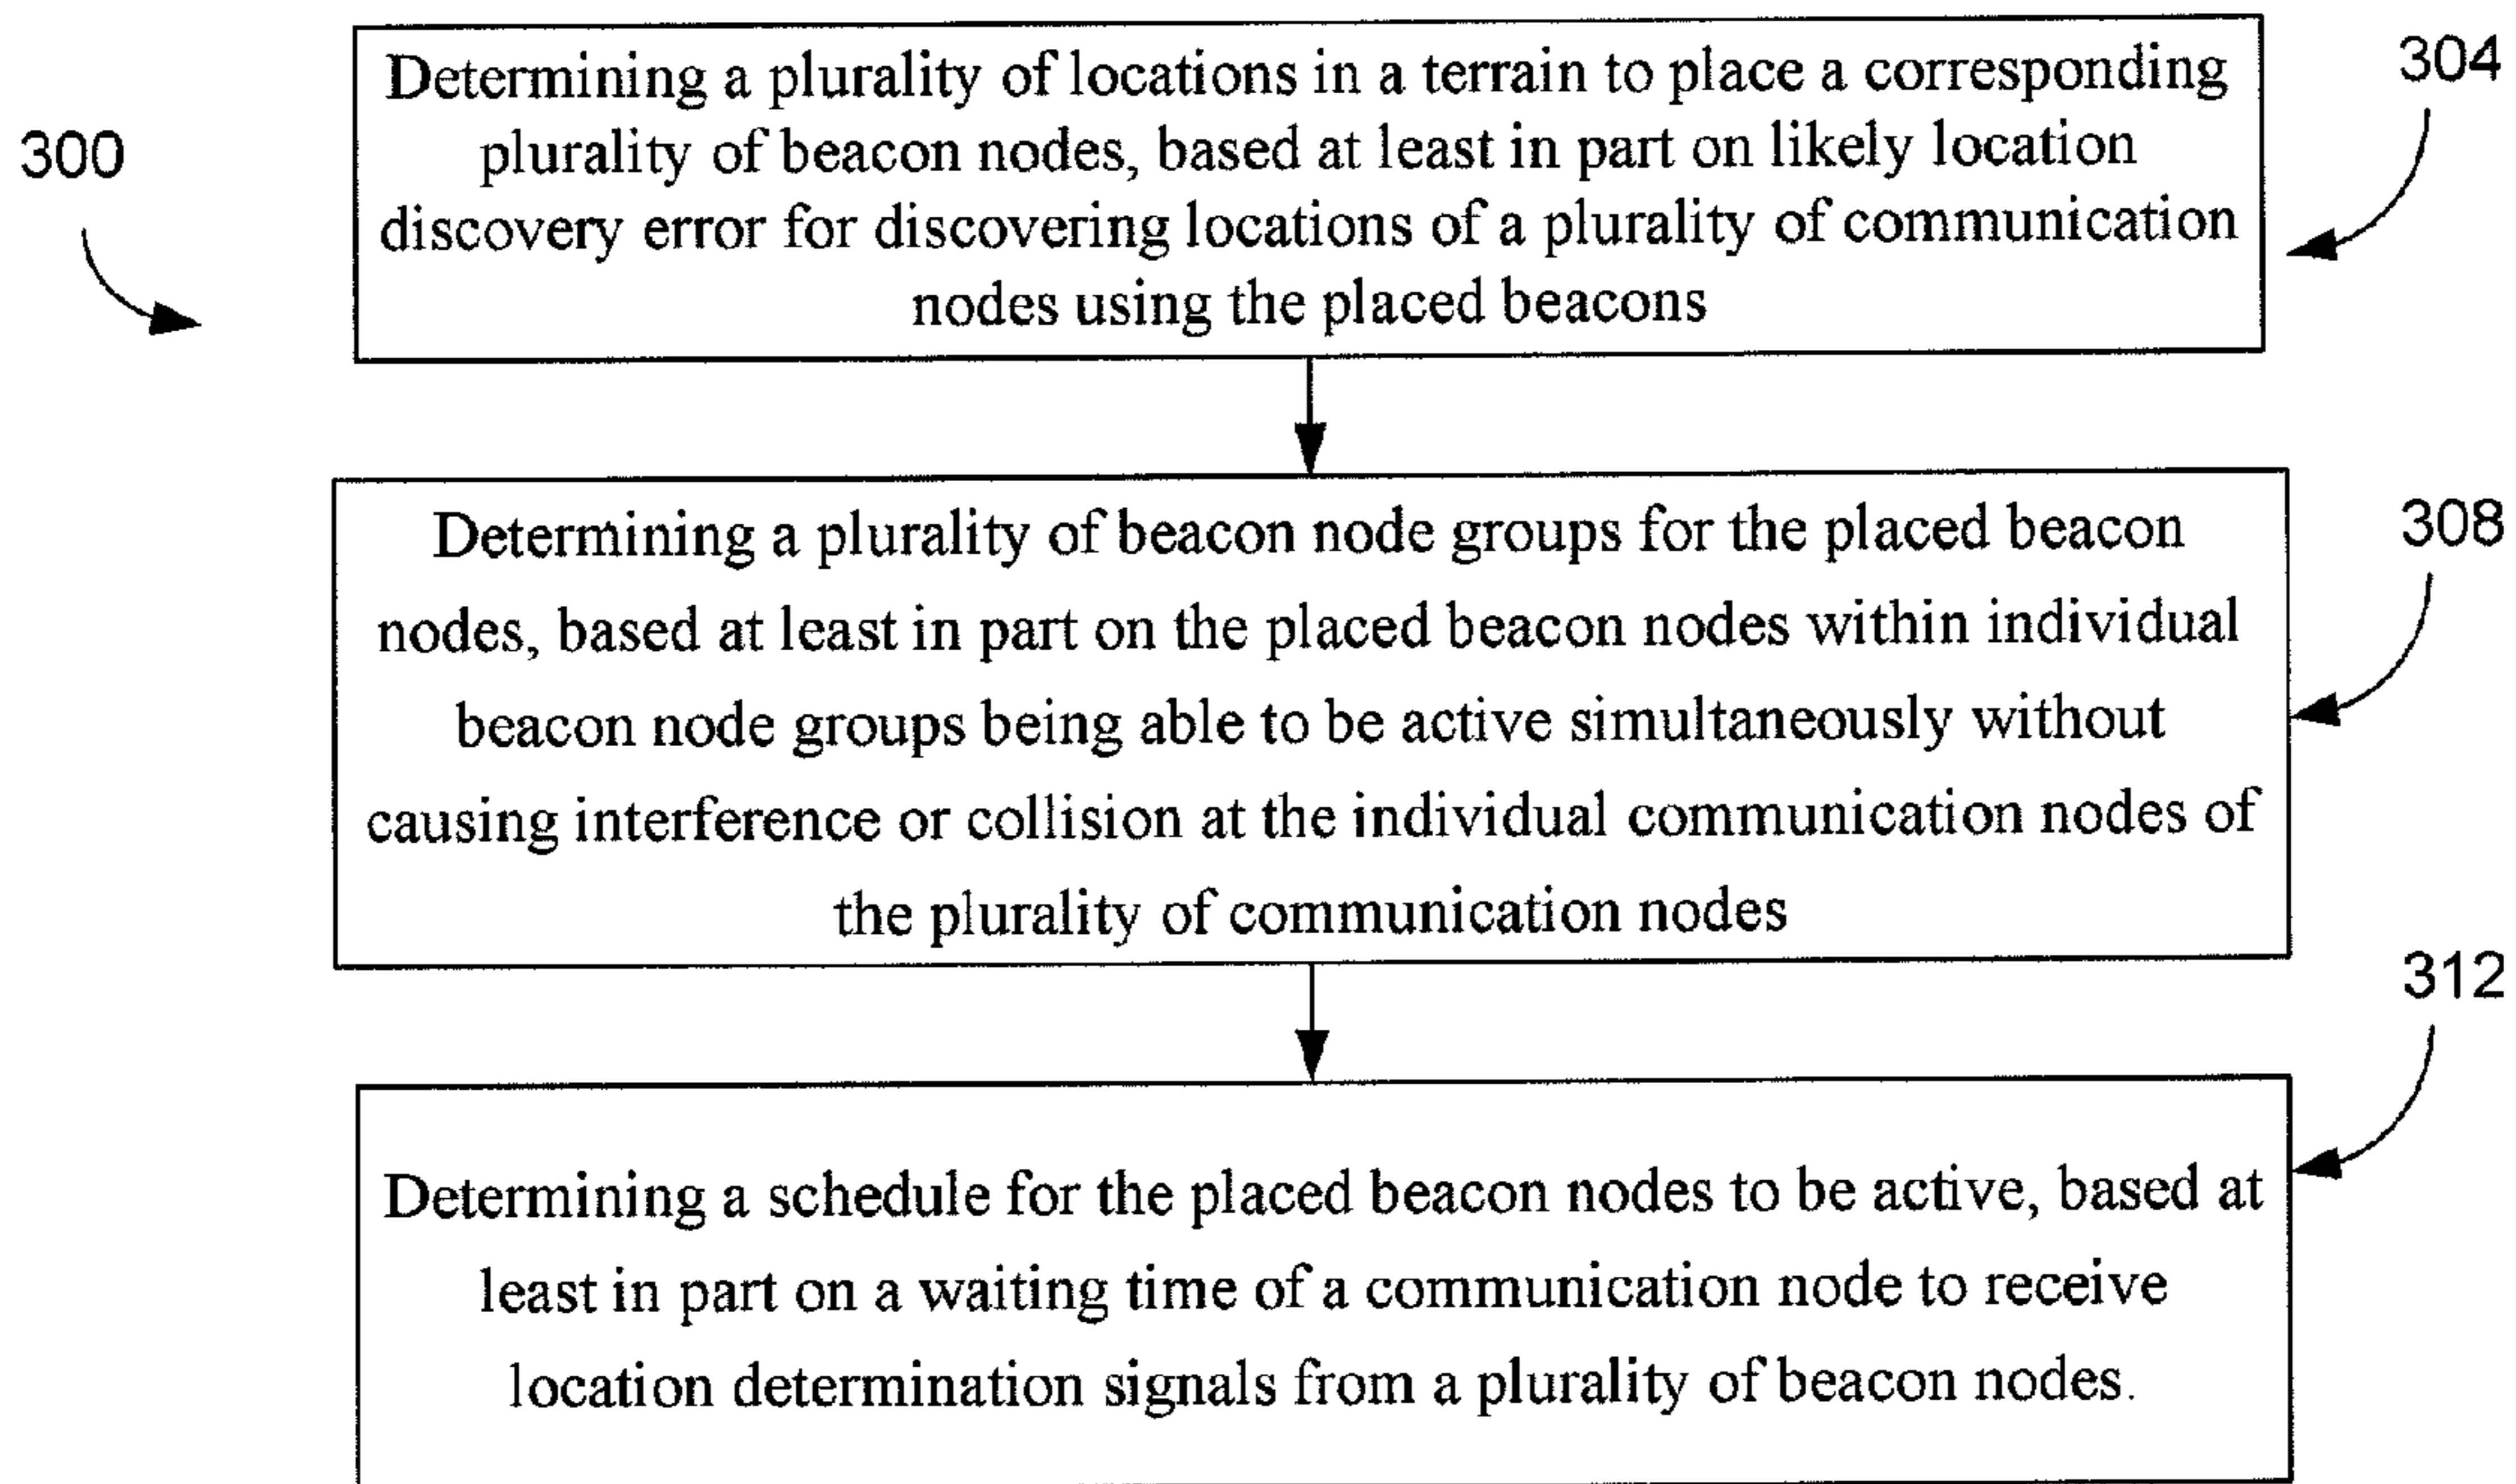 300
304
Determining a plurality of locations in a terrain to place a corresponding
plurality of beacon nodes, based at least in part on likely location
discovery error for discovering locations of a plurality of communication
nodes using the placed beacons
308
Determining a plurality of beacon node groups for the placed beacon
nodes, based at least in part on the placed beacon nodes within individual
beacon node groups being able to be active simultaneously without
causing interference or collision at the individual communication nodes of
the plurality of communication nodes
312
Determining a schedule for the placed beacon nodes to be active, based at
least in part on a waiting time of a communication node to receive
location determination signals from a plurality of beacon nodes.